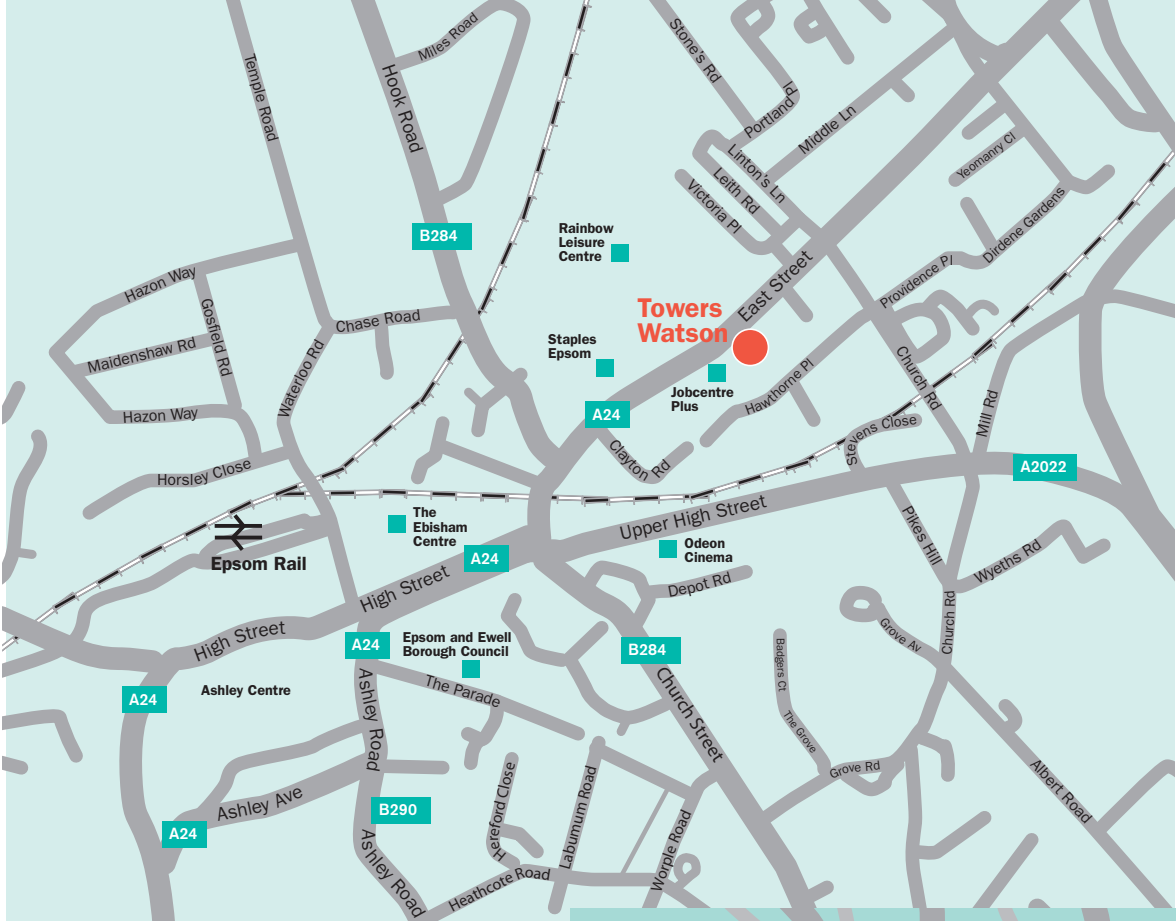 Miles Road
Stone's Rd
Temple Road
Hook Road
Portland Pl
Middle Ln
Linton's Ln
Yeomanry Cl
Leith Rd
Victoria Pl
Dirdene Gardens
B284
Rainbow
Leisure
Centre
East Street
Providence Pl
Hazon Way
Gosfield Rd
Towers
Watson
Chase Road
Maidenshaw Rd
Waterloo Rd
Staples
Epsom
Church Rd
Jobcentre
Plus
Hawthorne Pl
Mill Rd
Hazon Way
A24
Stevens Close
Clayton Rd
Horsley Close
A2022
Upper High Street
The
Ebisham
Centre
Pikes Hill
Odeon
Cinema
Epsom Rail
A24
Wyeths Rd
High Street
Depot Rd
Church Rd
Grove Av
High Street
A24
Epsom and Ewell
Borough Council
B284
Badgers Ct
Ashley Centre
A24
The Parade
Ashley Road
Church Street
The Grove
Grove Rd
Albert Road
Ashley Ave
B290
Hereford Close
Laburnum Road
A24
Worple Road
Ashley Road
Heathcote Road